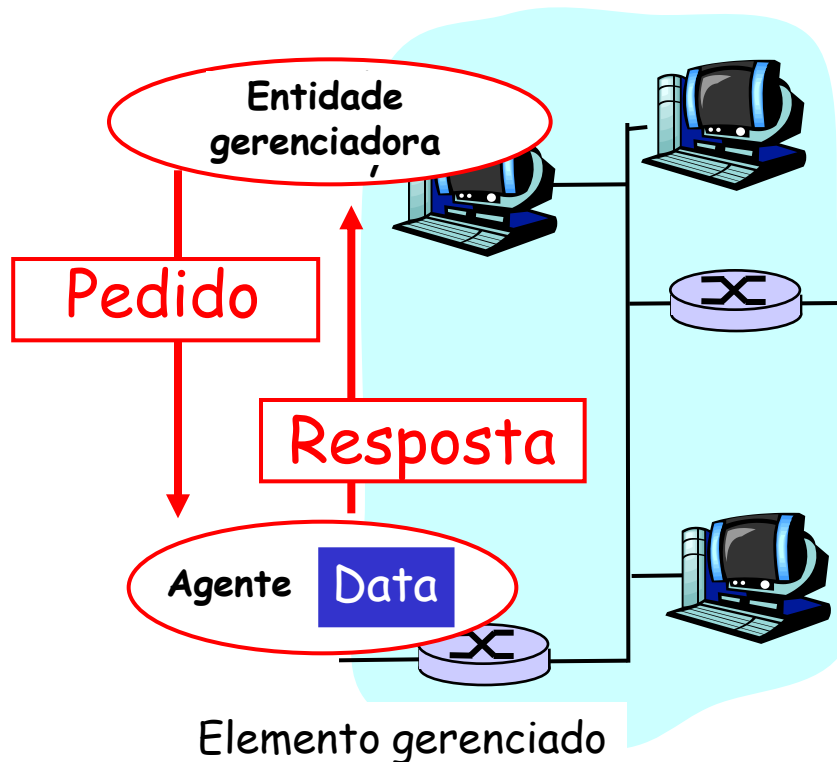 Entidade
gerenciadora
Pedido
Resposta
Agente
Data
Elemento gerenciado